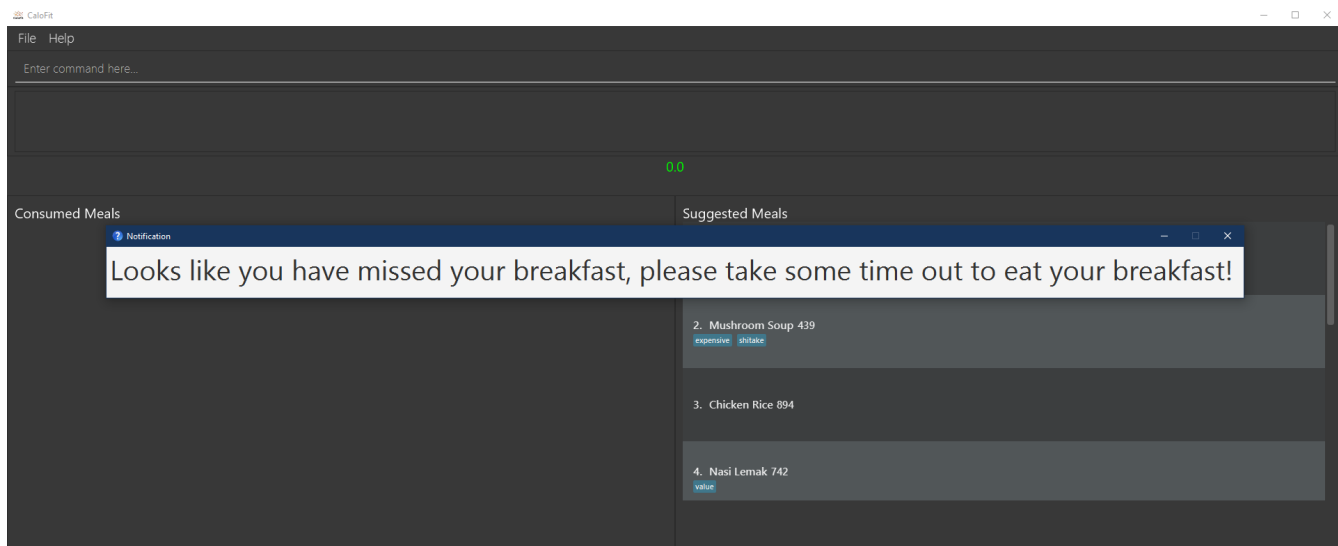 CaloFit
File Help
Enter command here...
0.0
Consumed Meals
Suggested Meals
Notification
Looks like you have missed your breakfast, please take some time out to eat your breakfast!
2. Mushroom Soup 439
expensive shiitake
3. Chicken Rice 894
4. Nasi Lemak 742
value